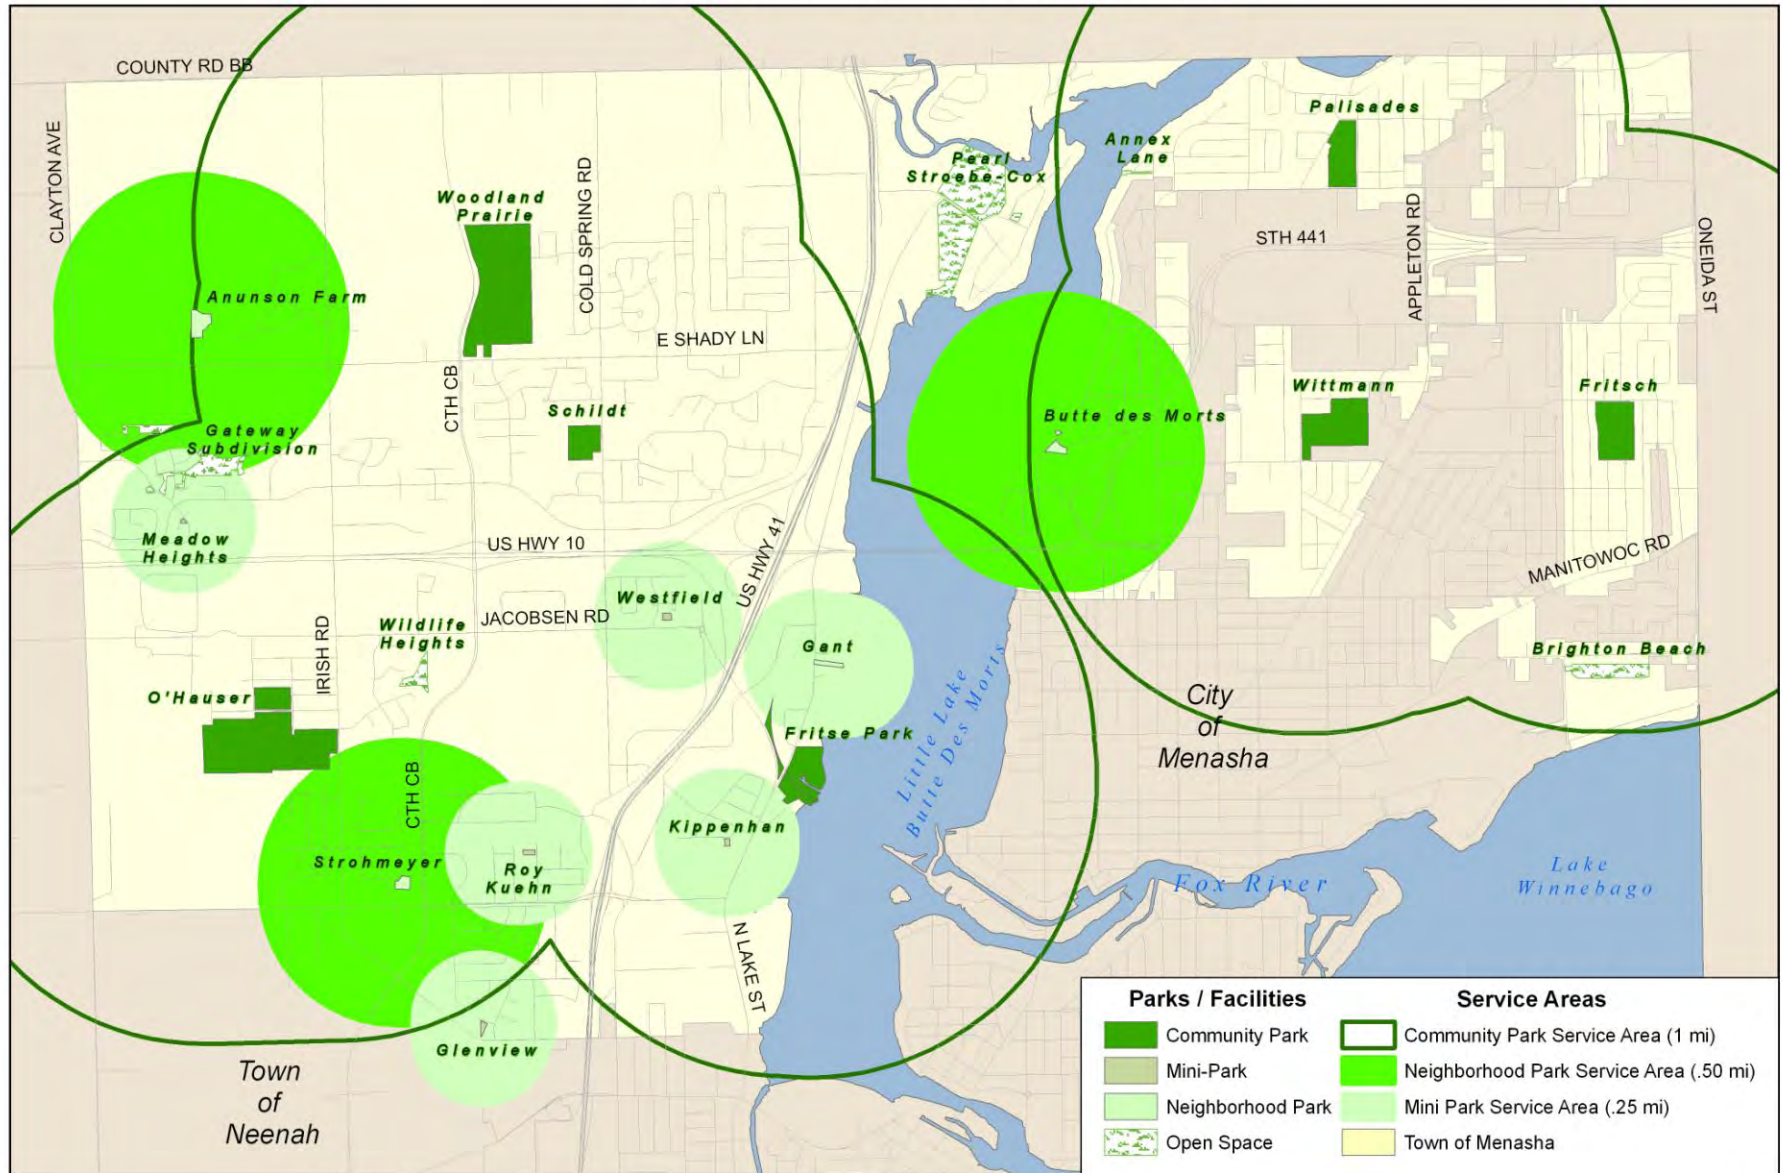 COUNTY RD BB
CLAYTON AVE
Woodland
Prairie
COLD SPRING RD
Pearl
Stroebe-Cox
Annex
Lane
Palisades
STH 441
APPLETON RD
ONEIDA ST
Anunson Farm
E SHADY LN
CTH CB
Schildt
Gateway
Subdivision
Butte des Morts
Wittmann
Fritsch
Meadow
Heights
US HWY 10
US HWY 41
MANITOWOC RD
Westfield
JACOBSEN RD
Wildlife
Heights
IRISH RD
Gant
Brighton Beach
O'Hauser
Fritse Park
Little Lake
Butte Des Morts
City
of
Menasha
CTH CB
Kippenhan
Strohmeyer
Roy
Kuehn
Fox River
Lake
Winnebago
N LAKE ST
Glenview
Town
of
Neenah
Parks / Facilities
Community Park
Mini-Park
Neighborhood Park
Open Space
Service Areas
Community Park Service Area (1 mi)
Neighborhood Park Service Area (.50 mi)
Mini Park Service Area (.25 mi)
Town of Menasha